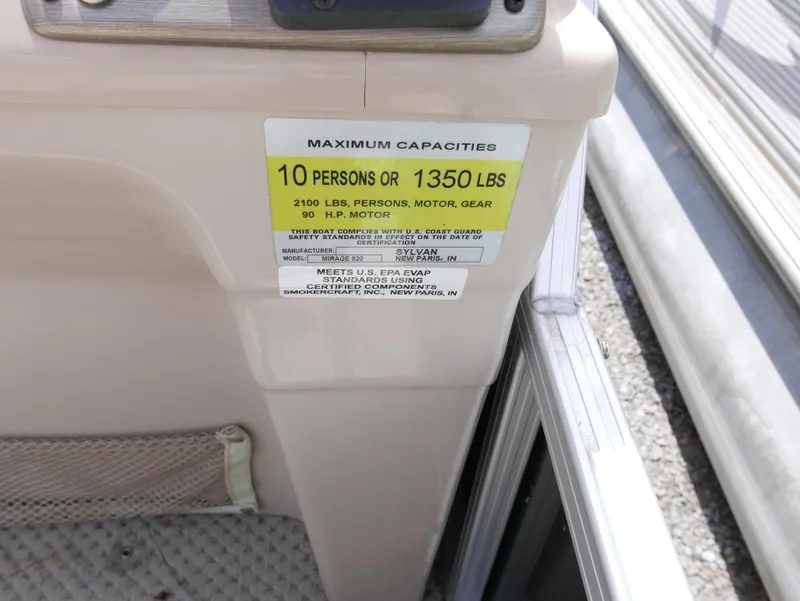 MAXIMUM CAPACITIES
10 PERSONS OR 1350 LBS
2100 LBS, PERSONS, MOTOR, GEAR
90 H.P. MOTOR
THIS BOAT COMPLIES WITH U.S. COAST GUARD
SAFETY STANDARDS IN EFFECT ON THE DATE OF
CERTIFICATION
MANUFACTURER: SYLVAN
MODEL: MIRAGE 820 NEW PARIS, IN
MEETS U.S. EPA EVAP
STANDARDS USING
CERTIFIED COMPONENTS
SMOKERCRAFT, INC., NEW PARIS, IN